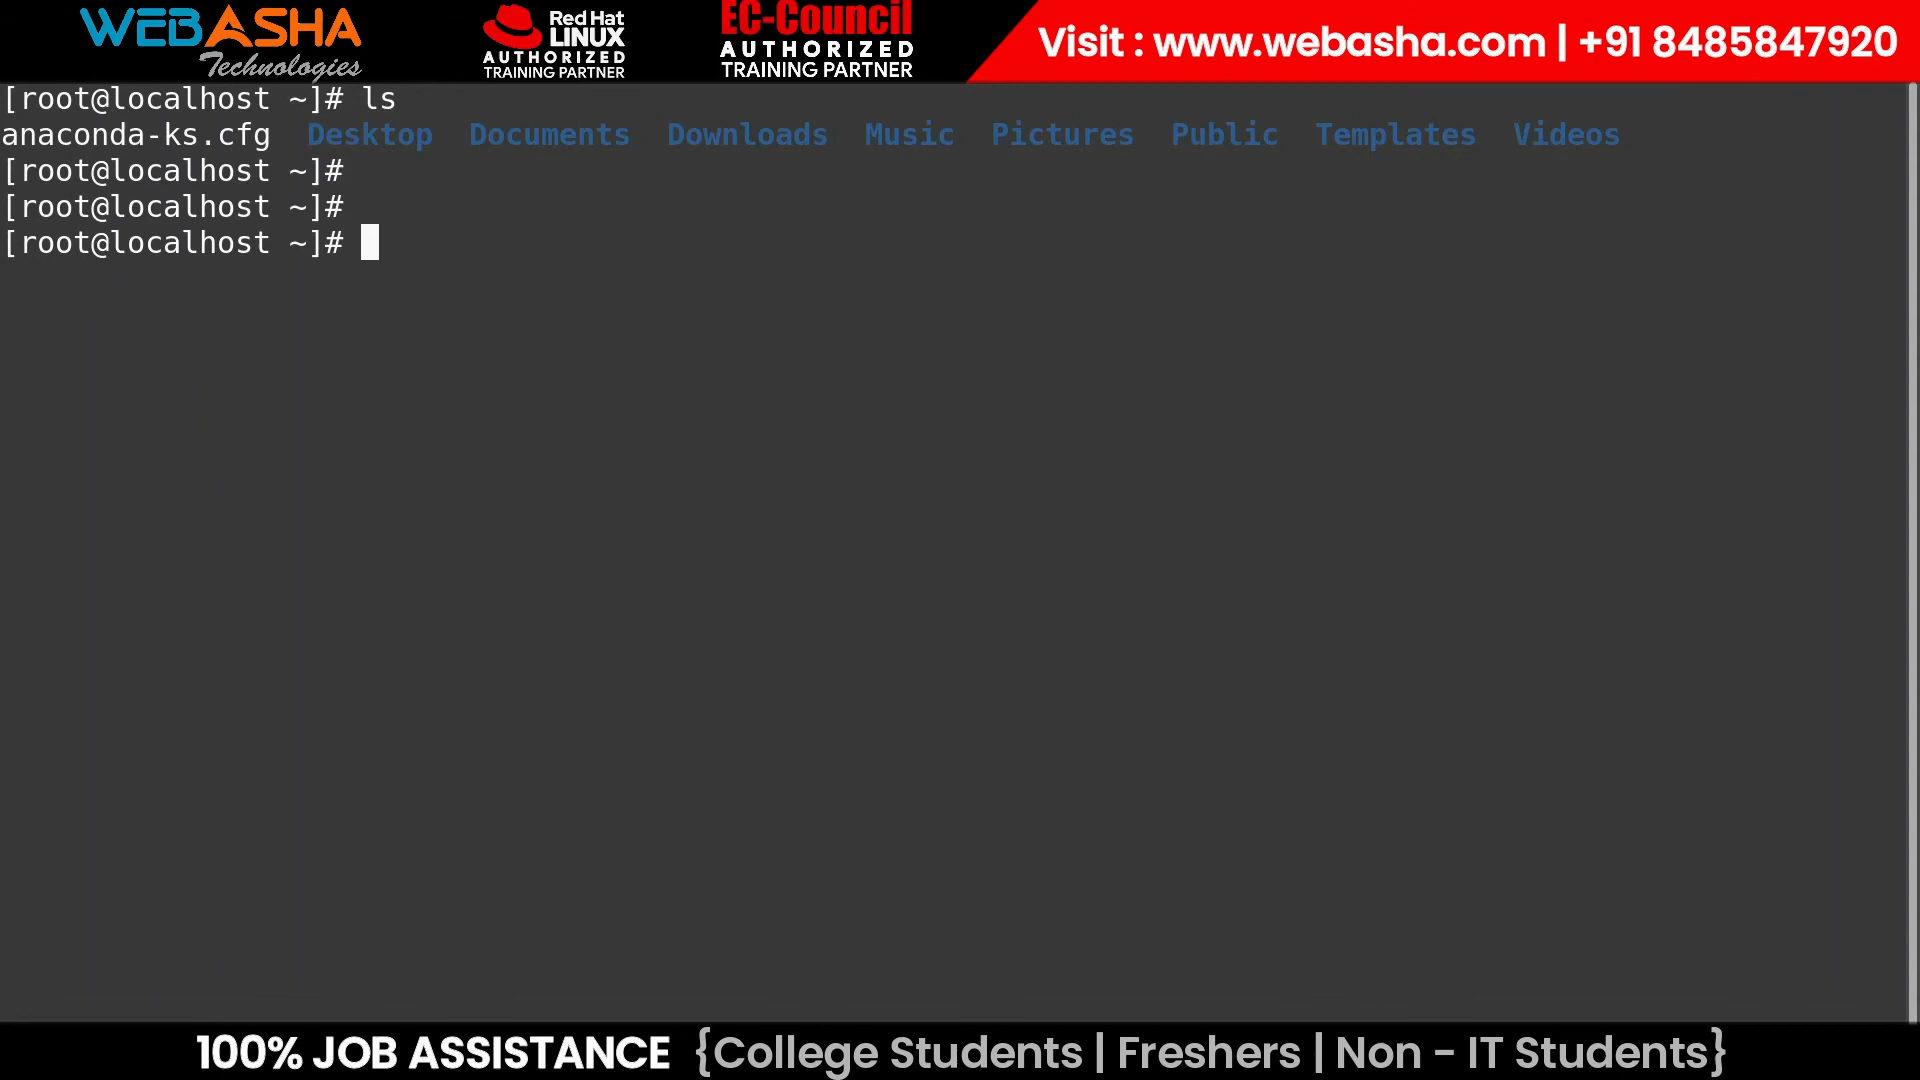 WEBASHA
Technologies
Red Hat
LINUX
AUTHORIZED
TRAINING PARTNER
EC-Council
AUTHORIZED
TRAINING PARTNER
Visit : www.webasha.com | +91 8485847920
[root@localhost ~]# ls
anaconda-ks.cfg  Desktop  Documents  Downloads  Music  Pictures  Public  Templates  Videos
[root@localhost ~]#
[root@localhost ~]#
[root@localhost ~]#
100% JOB ASSISTANCE {College Students | Freshers | Non - IT Students}